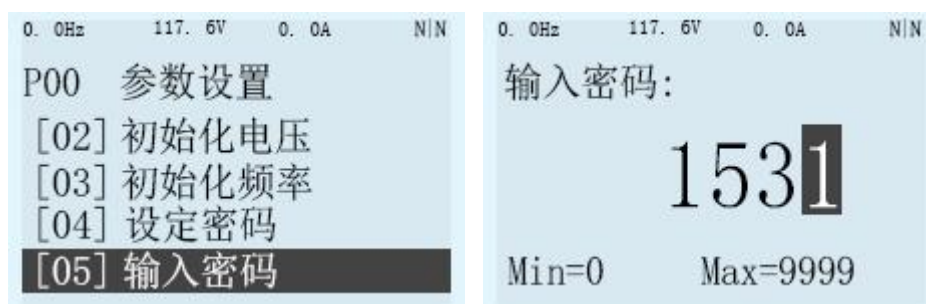 0. 0Hz 117. 6V 0. 0A N|N
P00 参数设置
[02] 初始化电压
[03] 初始化频率
[04] 设定密码
[05] 输入密码
0. 0Hz 117. 6V 0. 0A N|N
输入密码:
1531
Min=0 Max=9999